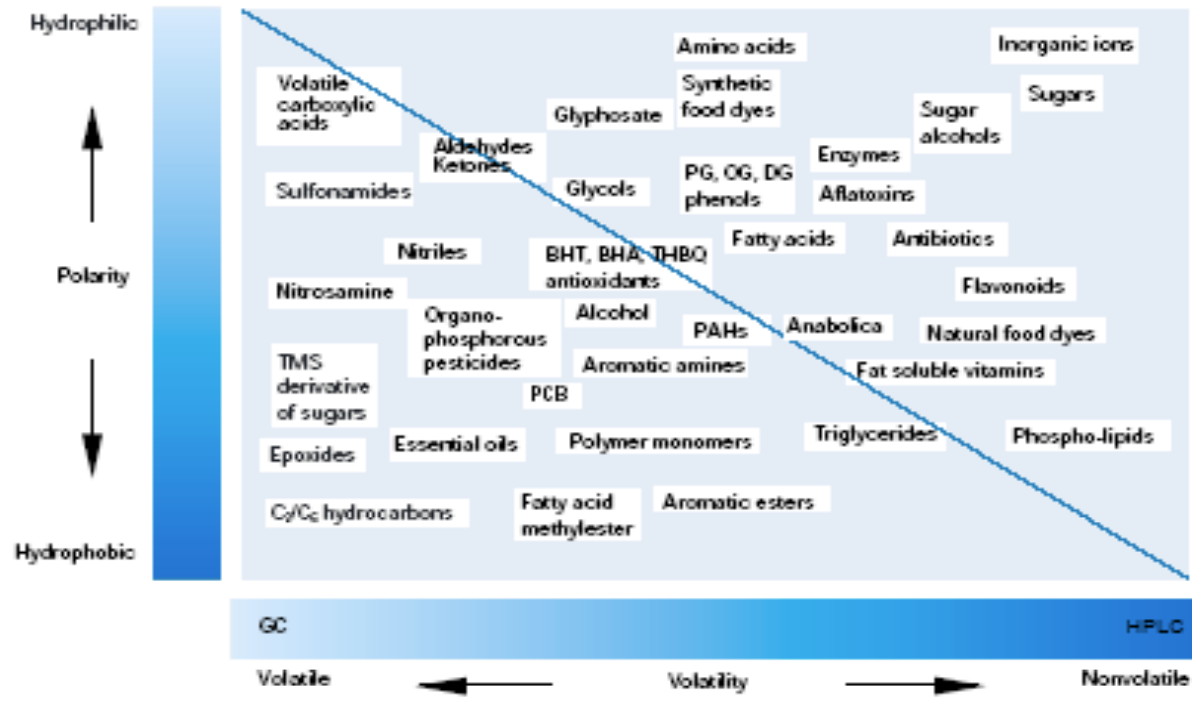 Hydrophilic
Polarity
Hydrophobic
Amino acids
Inorganic ions
Volatile
carboxylic
acids
Synthetic
food dyes
Sugars
Glyphosate
Sugar
alcohols
Aldehydes
Ketones
Enzymes
Sulfonamides
Glycols
PG, OG, DG
phenols
Aflatoxins
Nitriles
BHT, BHA, THBQ
antioxidants
Fatty acids
Antibiotics
Nitrosamine
Flavonoids
Organo-
phosphorous
pesticides
Alcohol
PAHs
Anabolica
Natural food dyes
TMS
derivative
of sugars
Aromatic amines
Fat soluble vitamins
PCB
Epoxides
Essential oils
Polymer monomers
Triglycerides
Phospho-lipids
hydrocarbons
Fatty acid
methylester
Aromatic esters
GC
HPLC
Volatile
Volatility
Nonvolatile